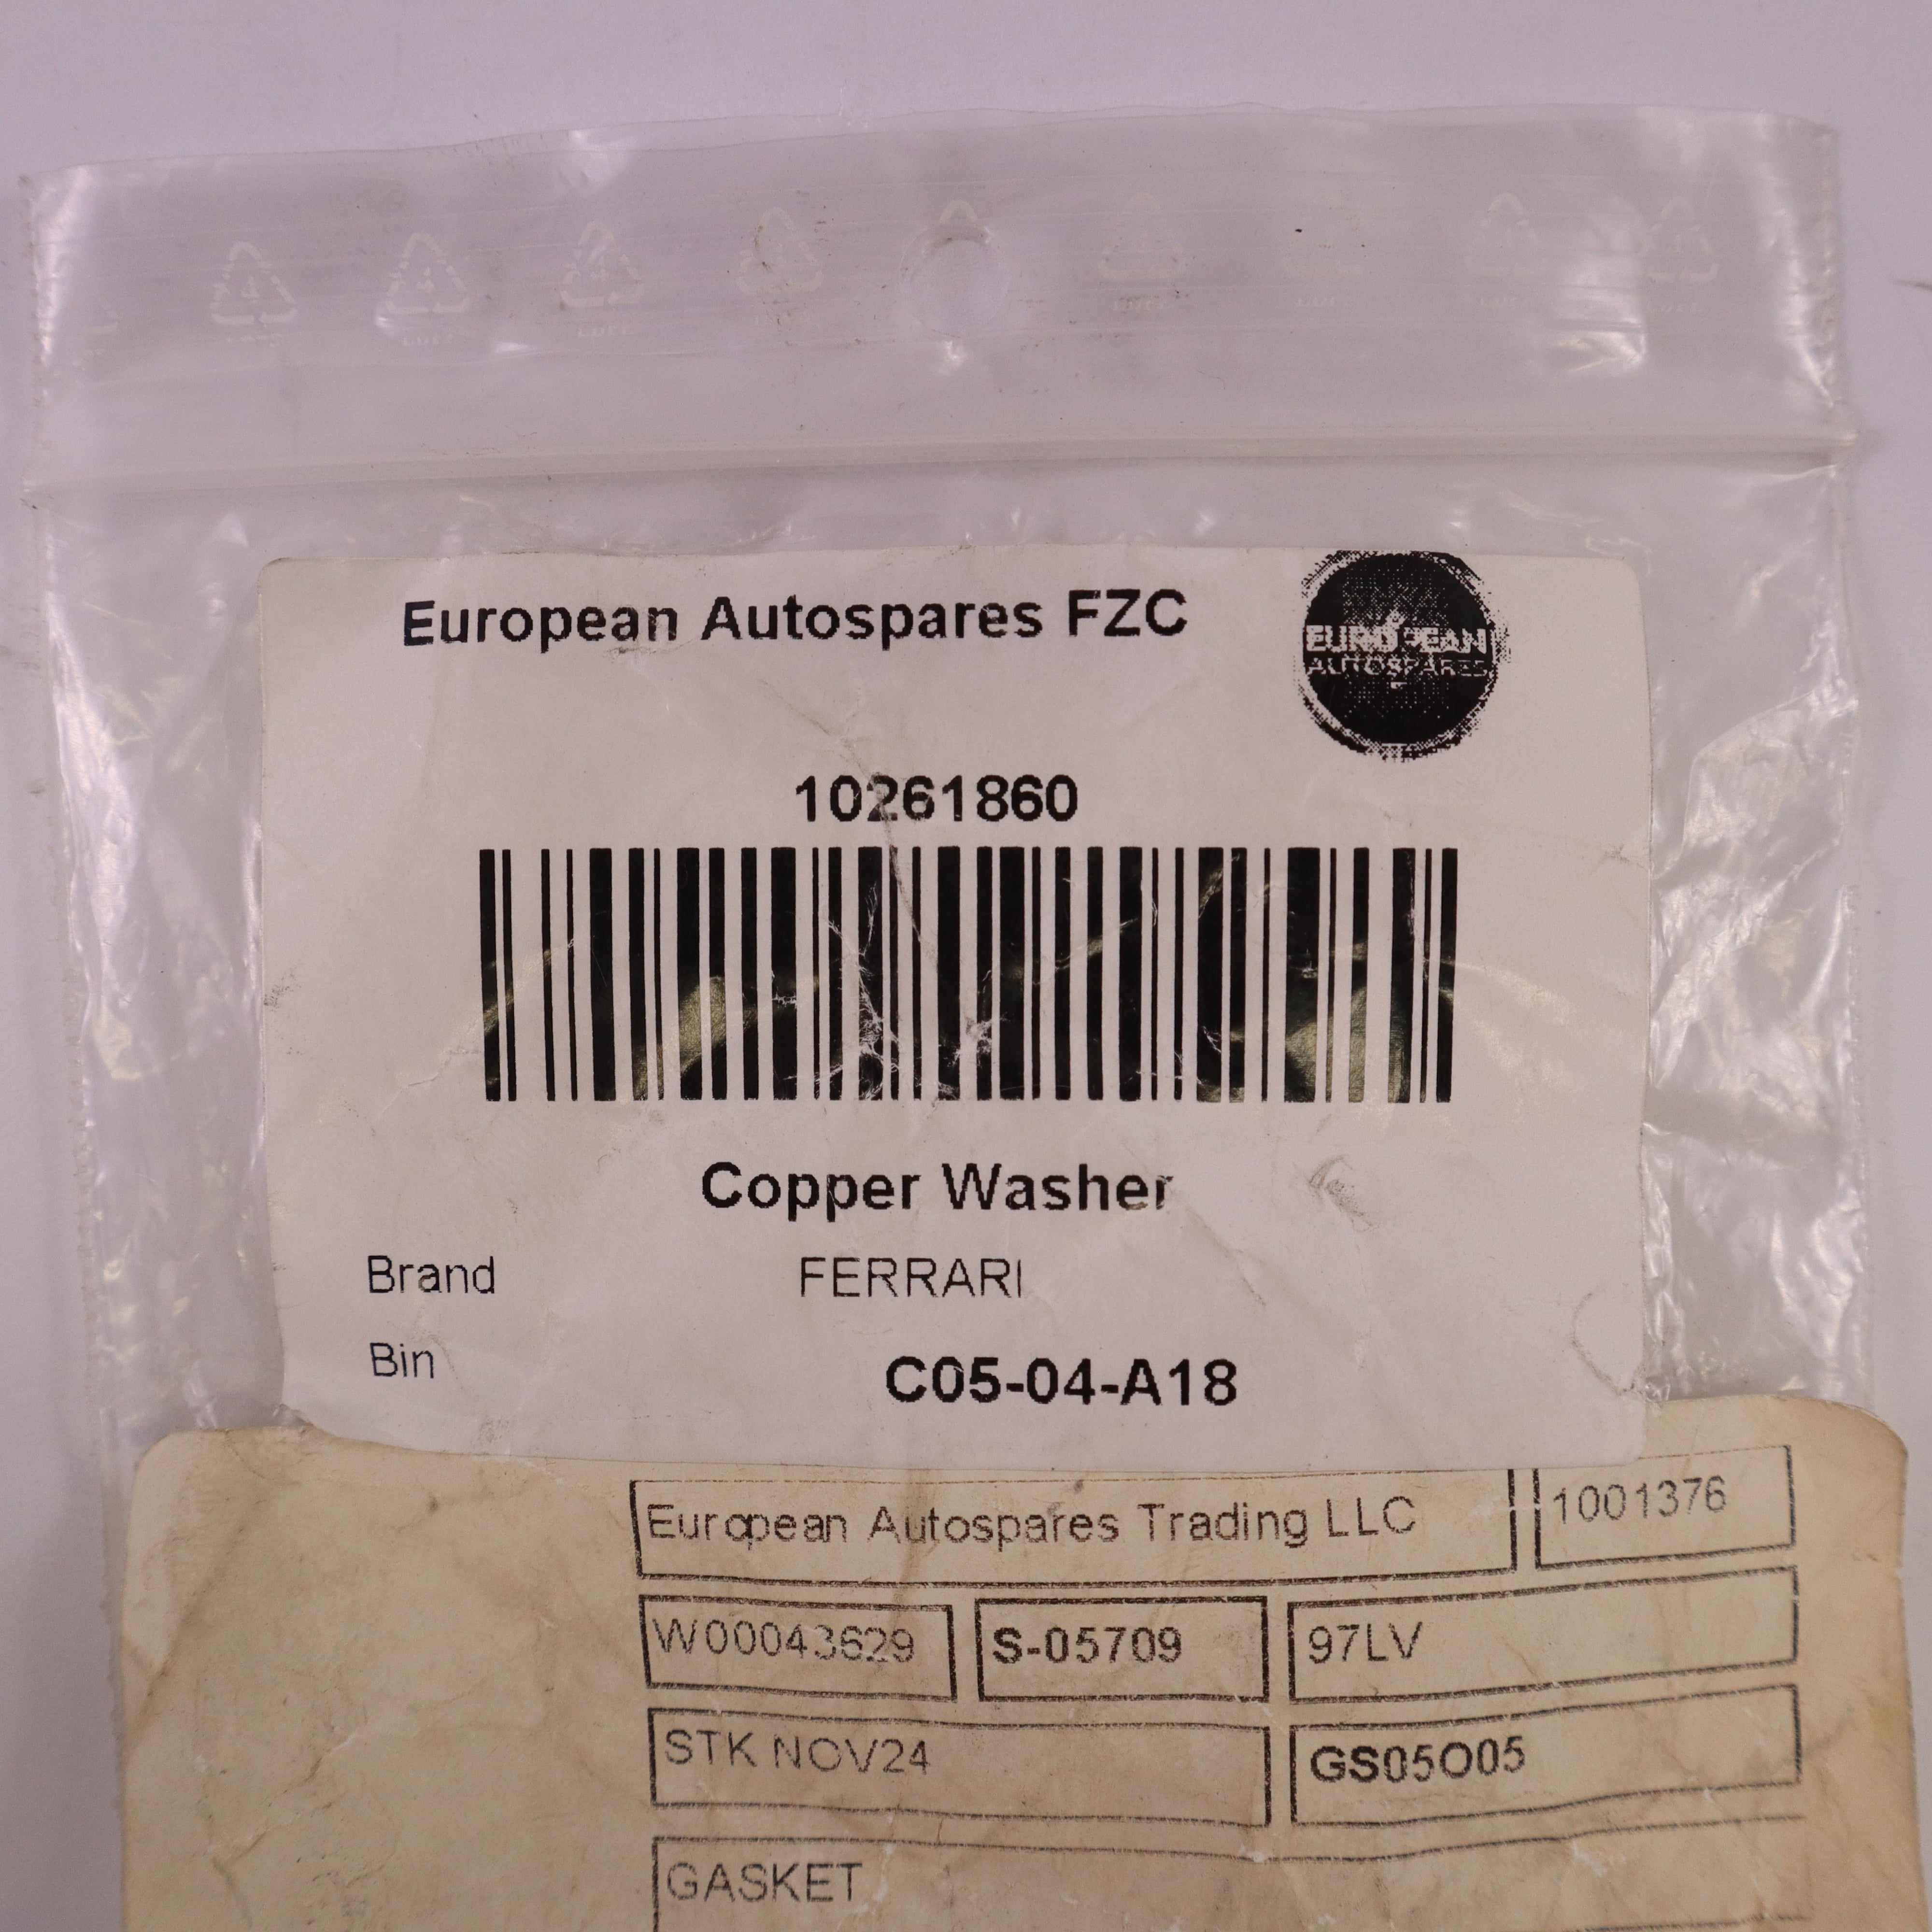 European Autospares FZC
EUROPEAN
AUTOSPARES
10261860
Copper Washer
Brand FERRARI
Bin C05-04-A18
European Autospares Trading LLC 1001376
W00043629 S-05709 97LV
STK NOV24 GS05O05
GASKET